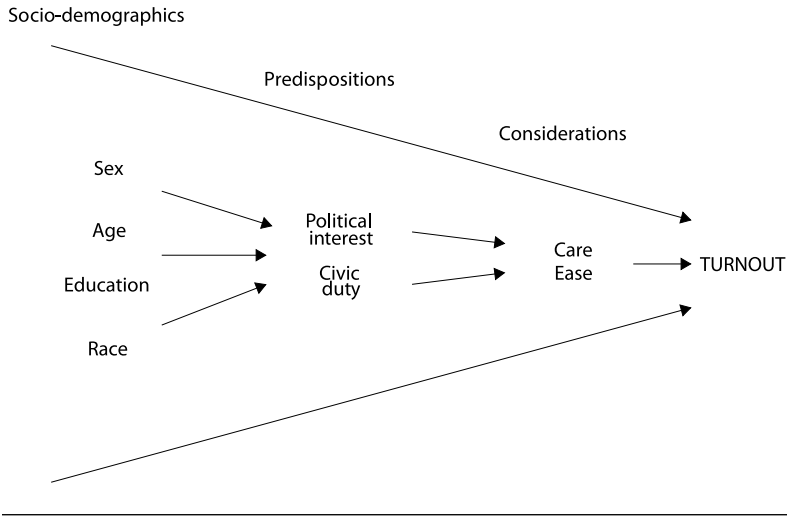 Socio-demographics
Predispositions
Considerations
Sex
Age
Education
Race
Political
interest
Civic
duty
Care
Ease
TURNOUT